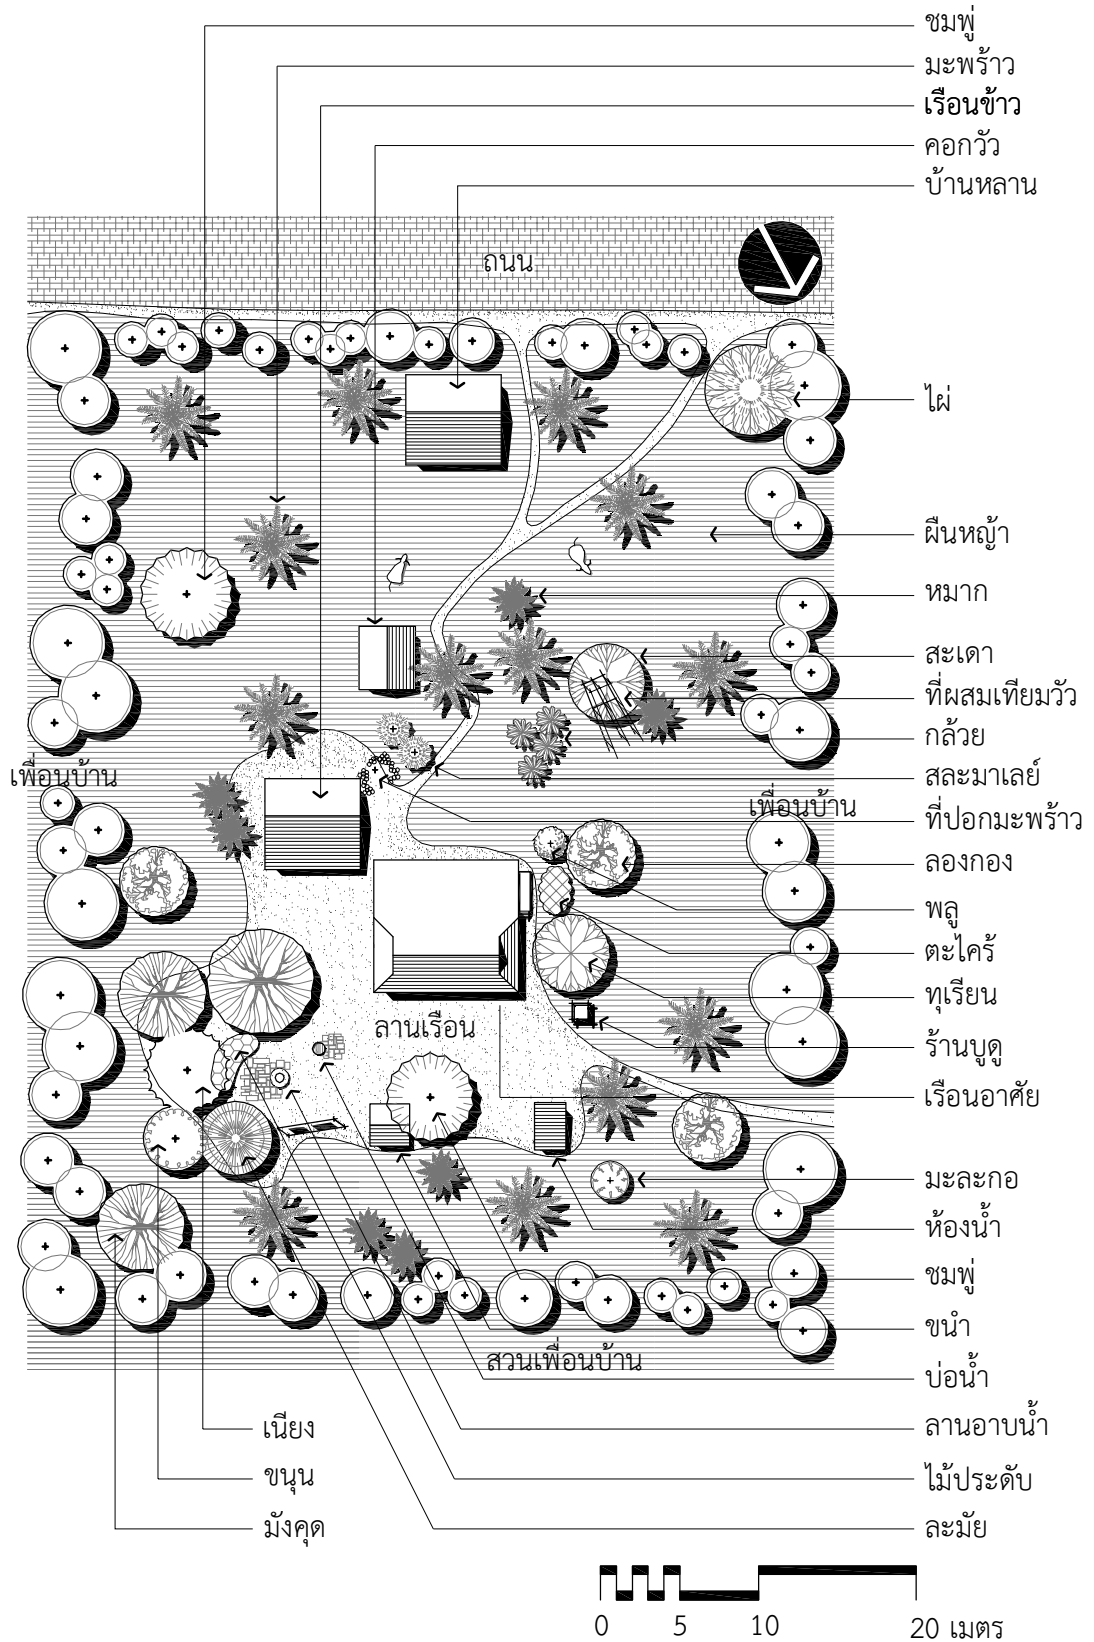 ชมพู่
มะพร้าว
เรือนข้าว
คอกวัว
บ้านหลาน
ถนน
ไผ่
ผืนหญ้า
หมาก
สะเดา
ที่ผสมเทียมวัว
กล้วย
เพื่อนบ้าน
สละมาเลย์
เพื่อนบ้าน
ที่ปอกมะพร้าว
ลองกอง
พลู
ตะไคร้
ทุเรียน
ลานเรือน
ร้านบูดู
เรือนอาศัย
มะละกอ
ห้องน้ำ
ชมพู่
ขนำ
สวนเพื่อนบ้าน
บ่อน้ำ
เนียง
ลานอาบน้ำ
ขนุน
ไม้ประดับ
มังคุด
ละมัย
0 5 10 20 เมตร